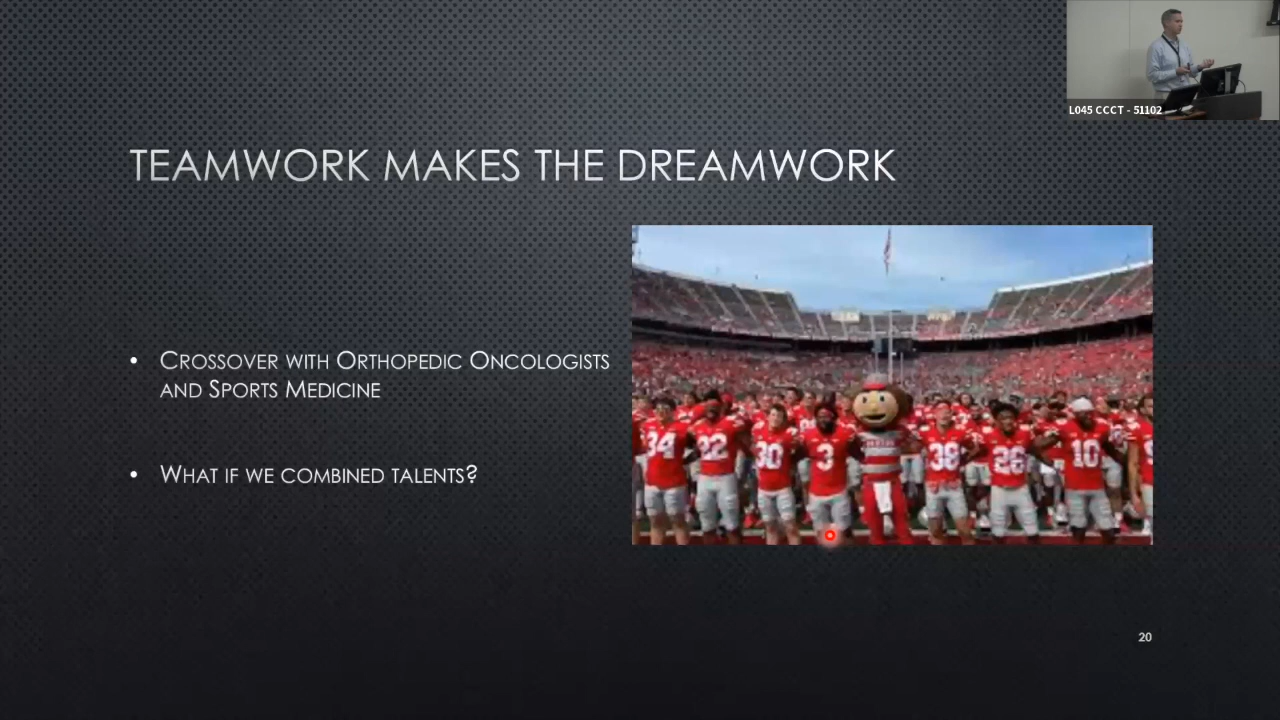 L045 CCCT - 51102
TEAMWORK MAKES THE DREAMWORK
• CROSSOVER WITH ORTHOPEDIC ONCOLOGISTS
AND SPORTS MEDICINE
• WHAT IF WE COMBINED TALENTS?
34 22 30 3 38 26 10
20